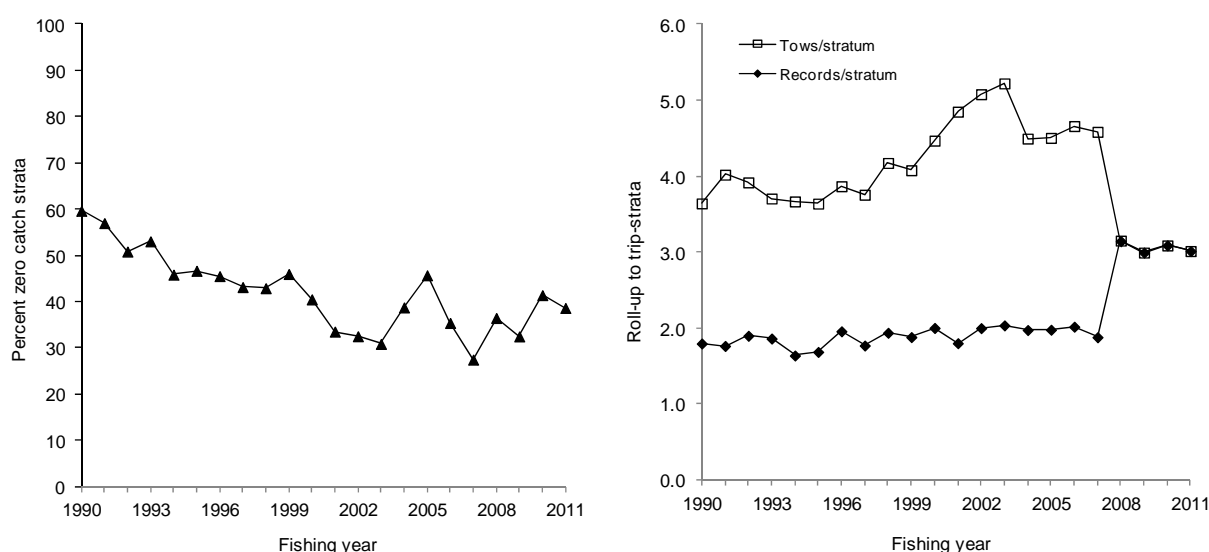 Percent zero catch strata
100
90
80
70
60
50
40
30
20
10
0
1990 1993 1996 1999 2002 2005 2008 2011
Fishing year
Roll-up to trip-strata
6.0
5.0
4.0
3.0
2.0
1.0
0.0
Tows/stratum
Records/stratum
1990 1993 1996 1999 2002 2005 2008 2011
Fishing year